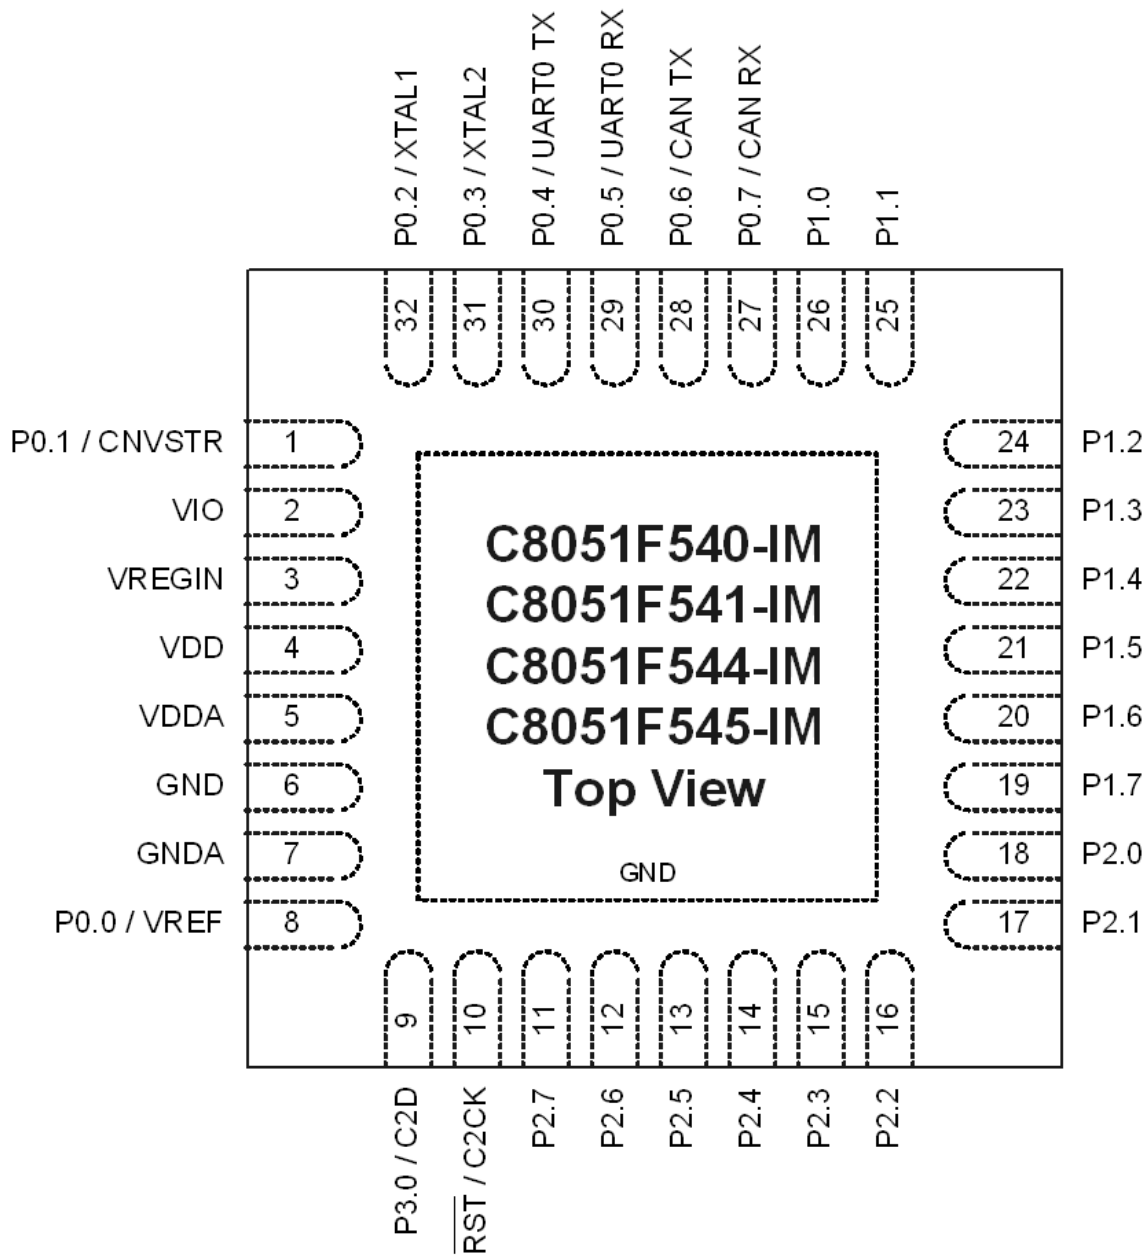 P0.2 / XTAL1
P0.3 / XTAL2
P0.4 / UART0 TX
P0.5 / UART0 RX
P0.6 / CAN TX
P0.7 / CAN RX
P1.0
P1.1
32
31
30
29
28
27
26
25
P0.1 / CNVSTR
1
VIO
2
VREGIN
3
VDD
4
VDDA
5
GND
6
GNDA
7
P0.0 / VREF
8
C8051F540-IM
C8051F541-IM
C8051F544-IM
C8051F545-IM
Top View
GND
24
P1.2
23
P1.3
22
P1.4
21
P1.5
20
P1.6
19
P1.7
18
P2.0
17
P2.1
9
10
11
12
13
14
15
16
P3.0 / C2D
RST / C2CK
P2.7
P2.6
P2.5
P2.4
P2.3
P2.2